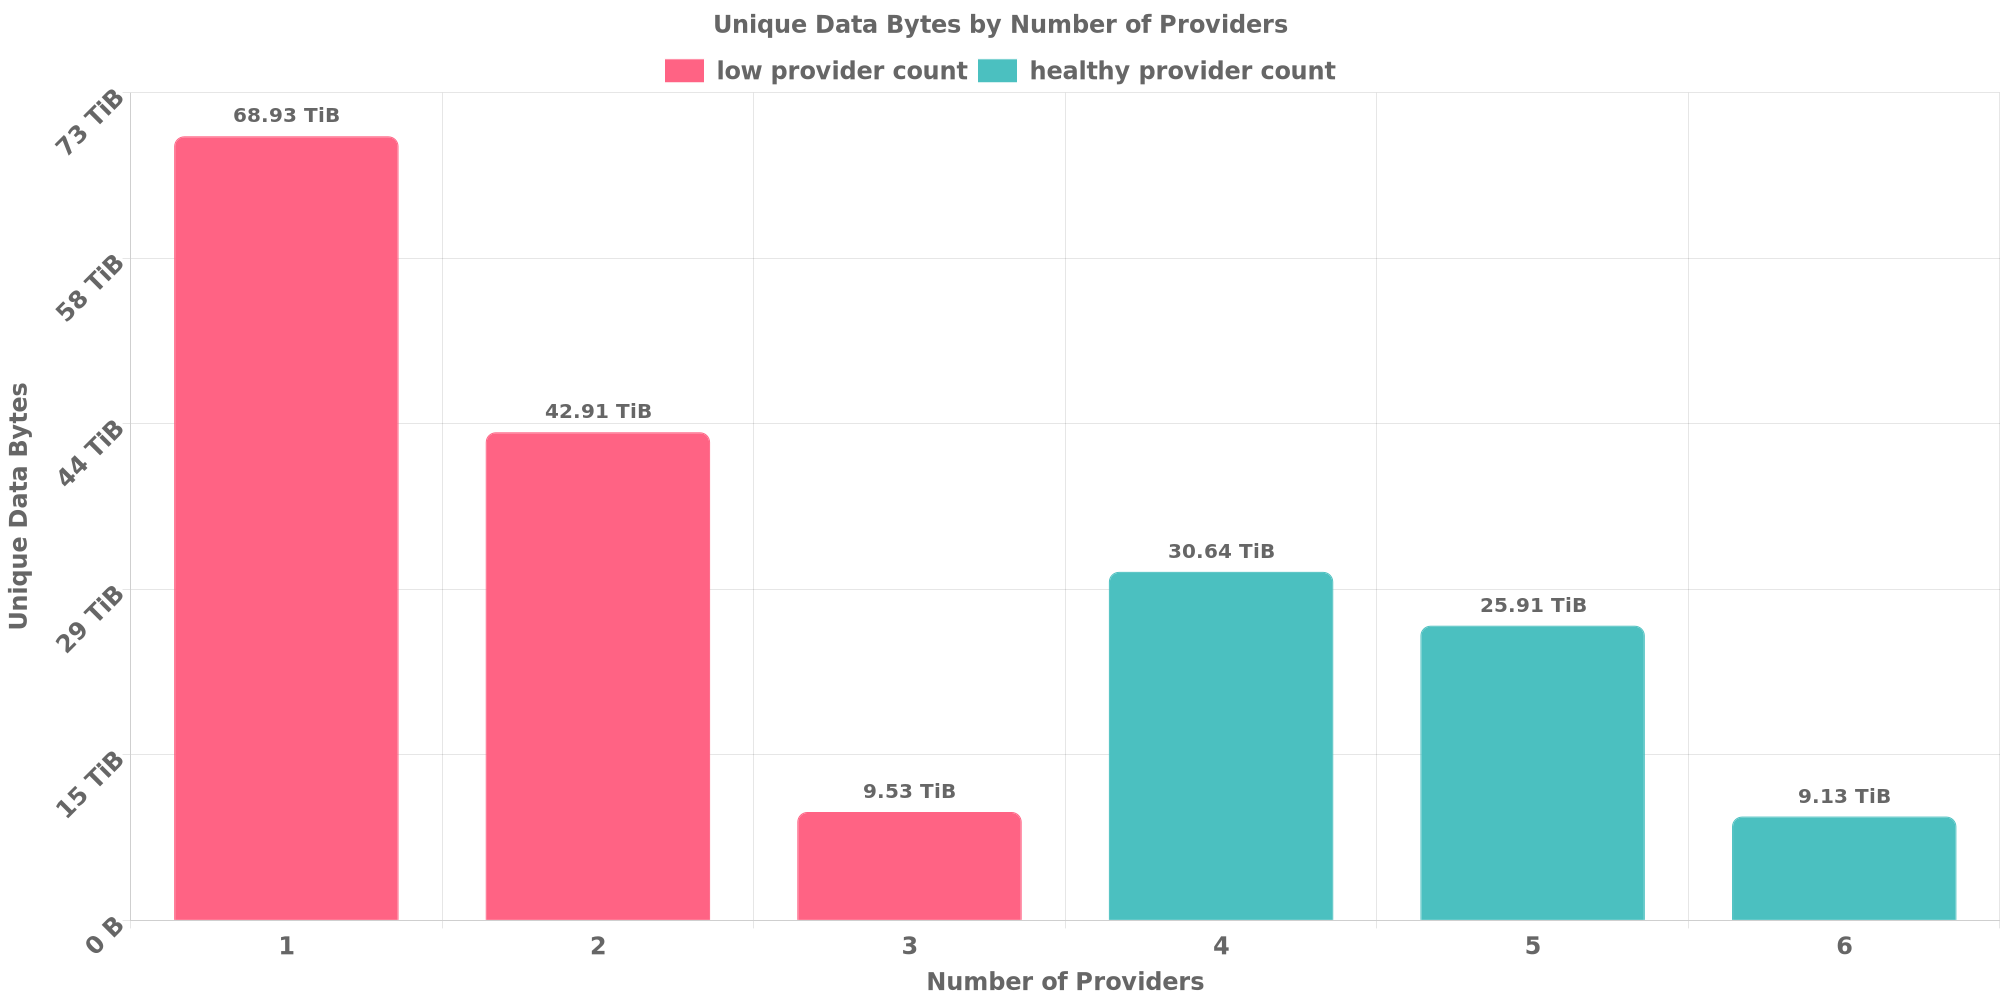 Unique Data Bytes by Number of Providers
low provider count
healthy provider count
73 TiB
58 TiB
44 TiB
29 TiB
15 TiB
0 B
Unique Data Bytes
68.93 TiB
42.91 TiB
9.53 TiB
30.64 TiB
25.91 TiB
9.13 TiB
1
2
3
4
5
6
Number of Providers